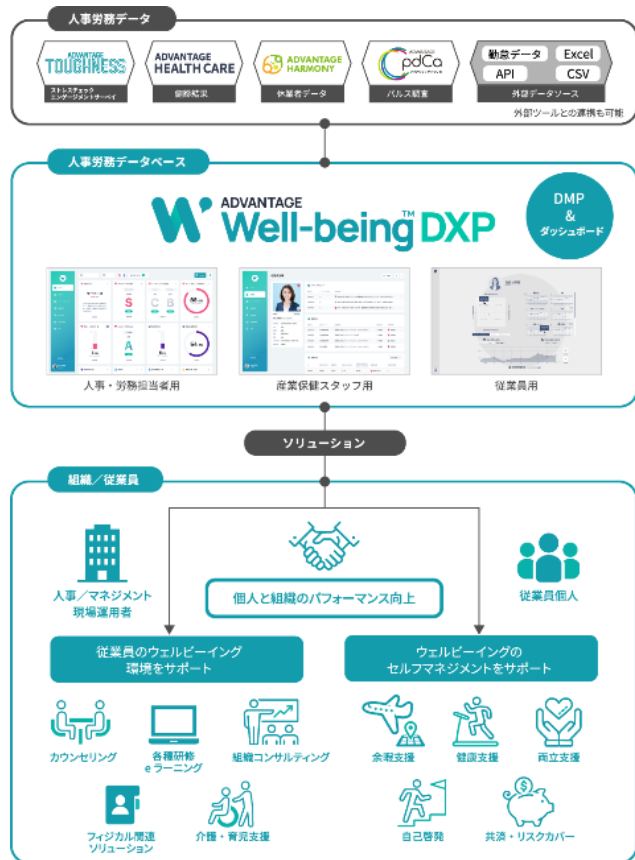 人事労務データ
ADVANTAGE
TOUGHNESS
ストレスチェック
エンゲージメントサーベイ
ADVANTAGE
HEALTH CARE
健診結果
ADVANTAGE
HARMONY
休業者データ
ADVANTAGE
pdCa
パルス調査
勤怠データ
Excel
API
CSV
外部データソース
外部ツールとの連携も可能
人事労務データベース
ADVANTAGE
Well-being™ DXP
DMP
&
ダッシュボード
人事・労務担当者用
産業保健スタッフ用
従業員用
ソリューション
組織／従業員
人事／マネジメント
現場運用者
個人と組織のパフォーマンス向上
従業員個人
従業員のウェルビーイング
環境をサポート
ウェルビーイングの
セルフマネジメントをサポート
カウンセリング
各種研修
eラーニング
組織コンサルティング
余暇支援
健康支援
両立支援
フィジカル関連
ソリューション
介護・育児支援
自己啓発
共済・リスクカバー